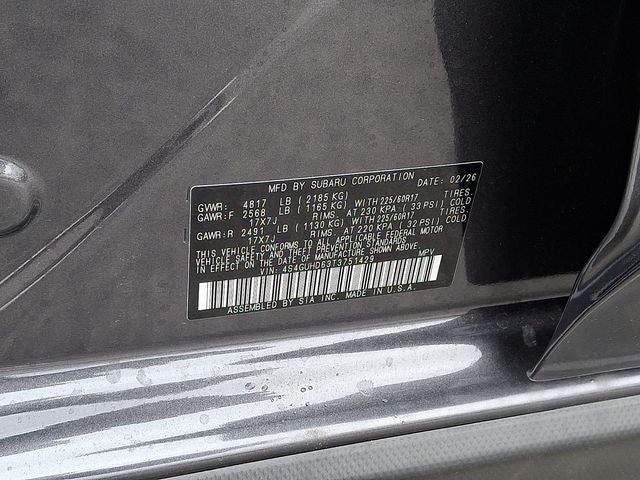 MFD BY SUBARU CORPORATION DATE: 02/26
GVWR: 4817 LB (2185 KG)
GAWR:F 2568 LB (1165 KG) WITH 225/60R17 TIRES,
17X7J RIMS, AT 230 KPA (33 PSI) COLD
GAWR:R 2491 LB (1130 KG) WITH 225/60R17 TIRES,
17X7J RIMS, AT 220 KPA (32 PSI) COLD
THIS VEHICLE CONFORMS TO ALL APPLICABLE FEDERAL MOTOR
VEHICLE SAFETY AND THEFT PREVENTION STANDARDS
IN EFFECT ON THE DATE OF MANUFACTURE SHOWN ABOVE.
VIN: 4S4GUHD63T3751429 MPV
ASSEMBLED BY SIA INC. MADE IN U.S.A.